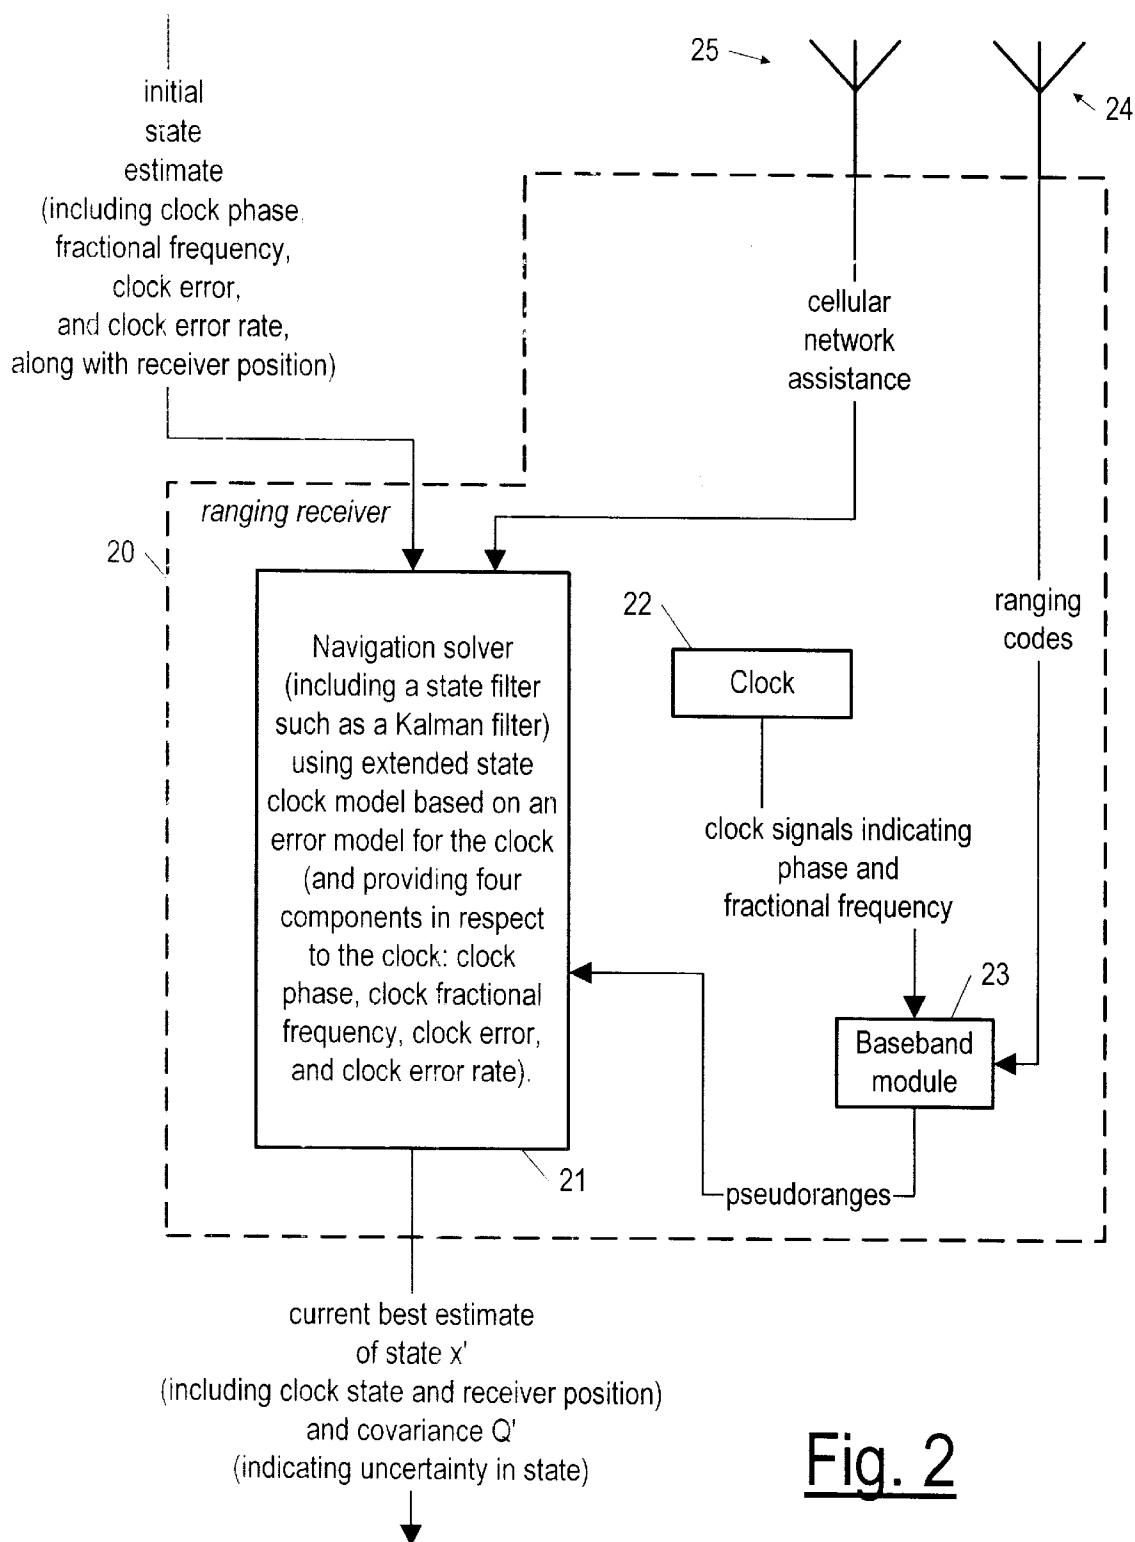 25
24
initial
state
estimate
(including clock phase,
fractional frequency,
clock error,
and clock error rate,
along with receiver position)
cellular
network
assistance
ranging receiver
20
22
ranging
codes
Clock
Navigation solver
(including a state filter
such as a Kalman filter)
using extended state
clock model based on an
error model for the clock
(and providing four
components in respect
to the clock: clock
phase, clock fractional
frequency, clock error,
and clock error rate).
clock signals indicating
phase and
fractional frequency
23
Baseband
module
21
pseudoranges
current best estimate
of state x'
(including clock state and receiver position)
and covariance Q'
(indicating uncertainty in state)
Fig. 2